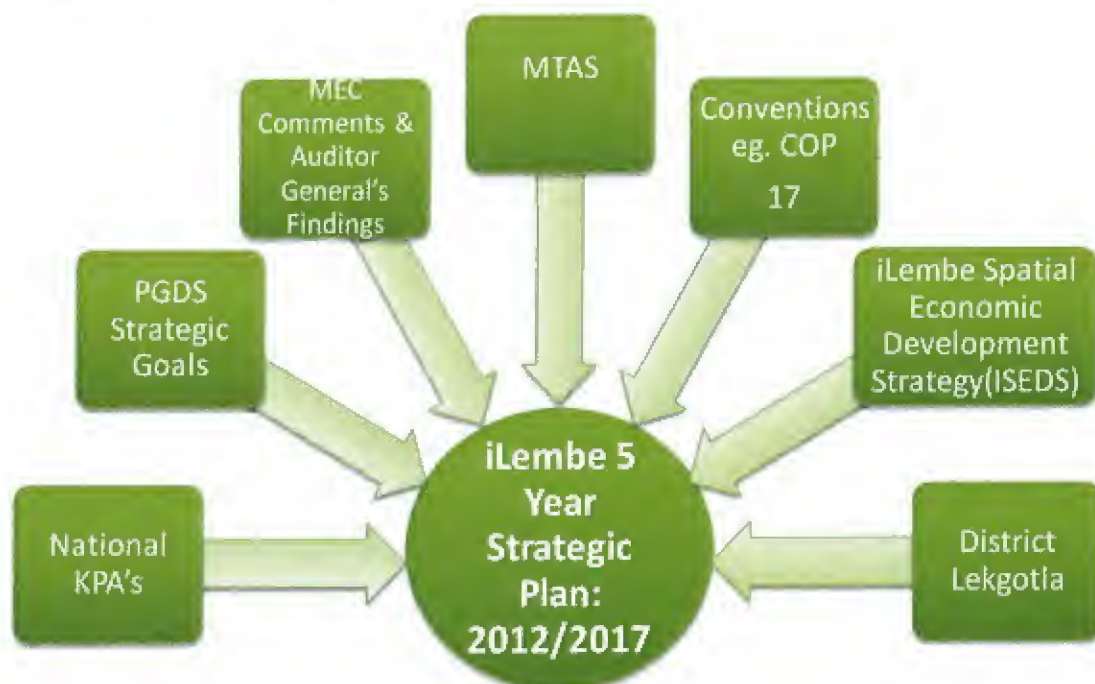 MTAS
MEC
Comments &
Auditor
General's
Findings
Conventions
eg. COP
17
PGDS
Strategic
Goals
iLembe Spatial
Economic
Development
Strategy(ISEDS)
National
KPA's
iLembe 5
Year
Strategic
Plan:
2012/2017
District
Lekgotla